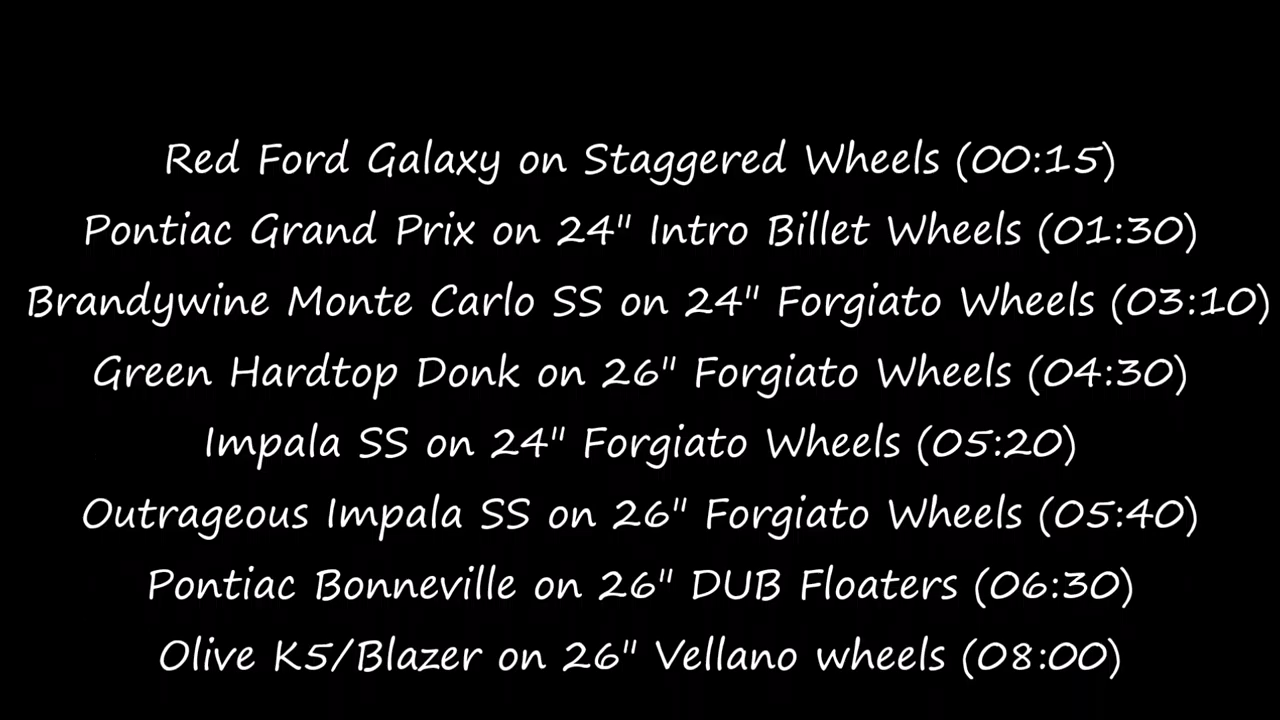 Red Ford Galaxy on Staggered Wheels (00:15)
Pontiac Grand Prix on 24" Intro Billet Wheels (01:30)
Brandywine Monte Carlo SS on 24" Forgiato Wheels (03:10)
Green Hardtop Donk on 26" Forgiato Wheels (04:30)
Impala SS on 24" Forgiato Wheels (05:20)
Outrageous Impala SS on 26" Forgiato Wheels (05:40)
Pontiac Bonneville on 26" DUB Floaters (06:30)
Olive K5/Blazer on 26" Vellano wheels (08:00)